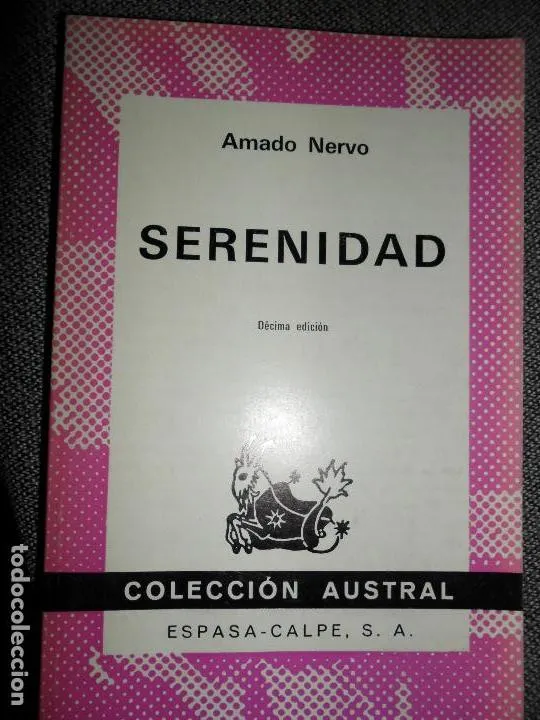 Amado Nervo
SERENIDAD
Décima edición
COLECCIÓN AUSTRAL
ESPASA-CALPE, S. A.
todocoleccion